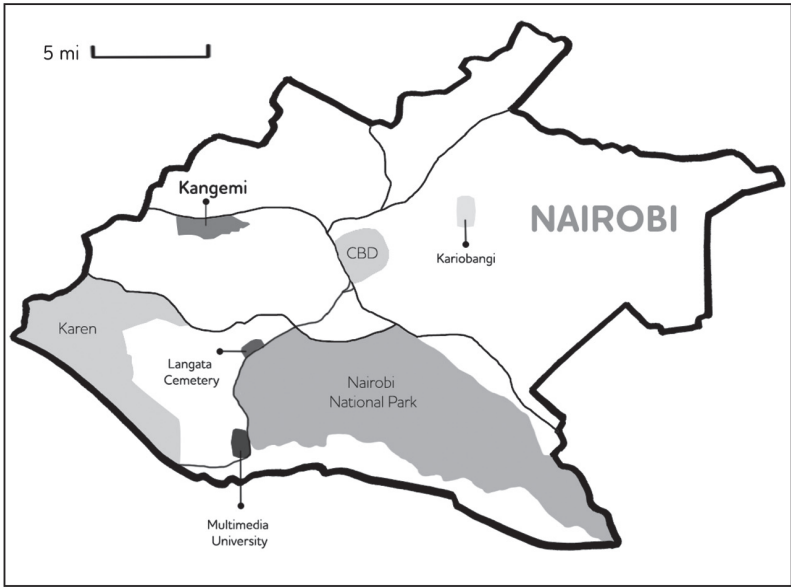 5 mi
Kangemi
NAIROBI
CBD
Kariobangi
Karen
Langata
Cemetery
Nairobi
National Park
Multimedia
University